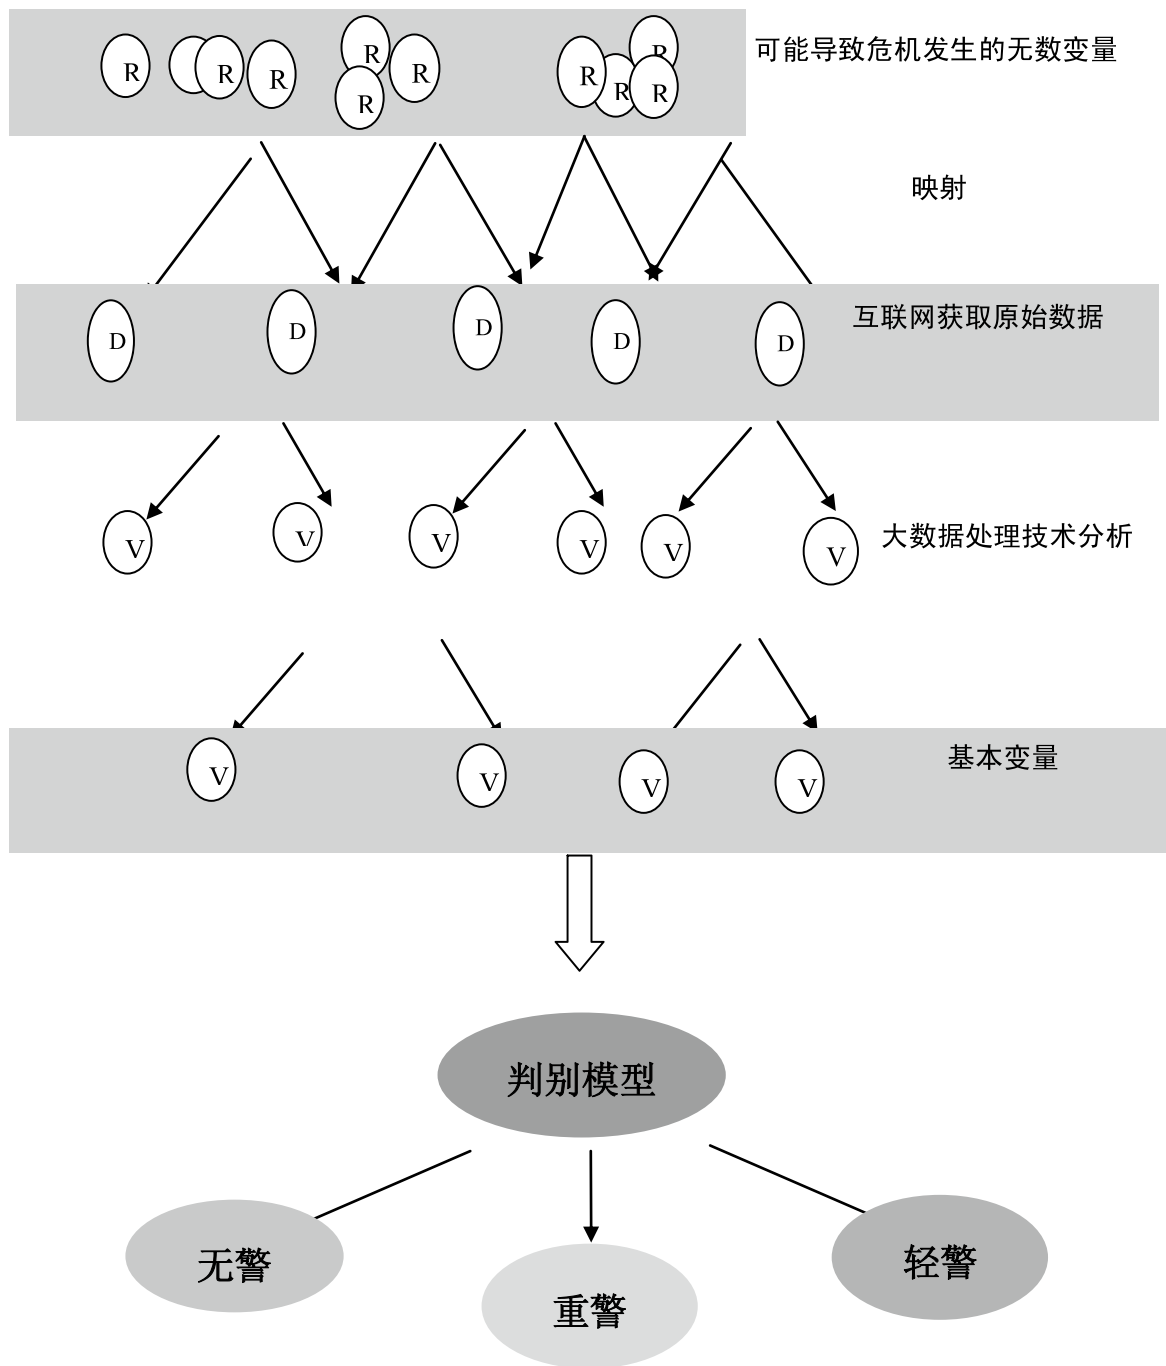 R R R R R R R R R 可能导致危机发生的无数变量
映射
D D D D D 互联网获取原始数据
V V V V V V 大数据处理技术分析
V V V V 基本变量
判别模型
无警 重警 轻警